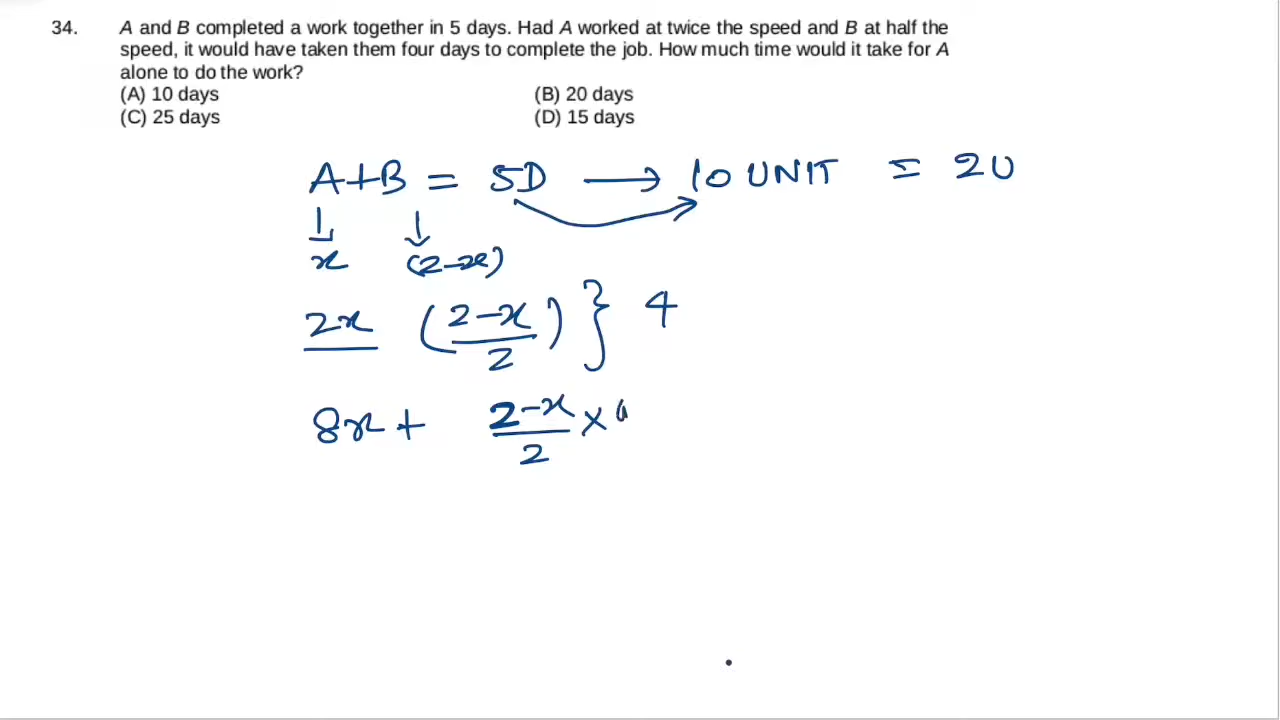 34. A and B completed a work together in 5 days. Had A worked at twice the speed and B at half the
speed, it would have taken them four days to complete the job. How much time would it take for A
alone to do the work?
(A) 10 days (B) 20 days
(C) 25 days (D) 15 days
A+B = 5D → 10 UNIT = 2U
↓ ↓
x (2-x)
2x (2-x/2) } 4
8x + 2-x/2 ×